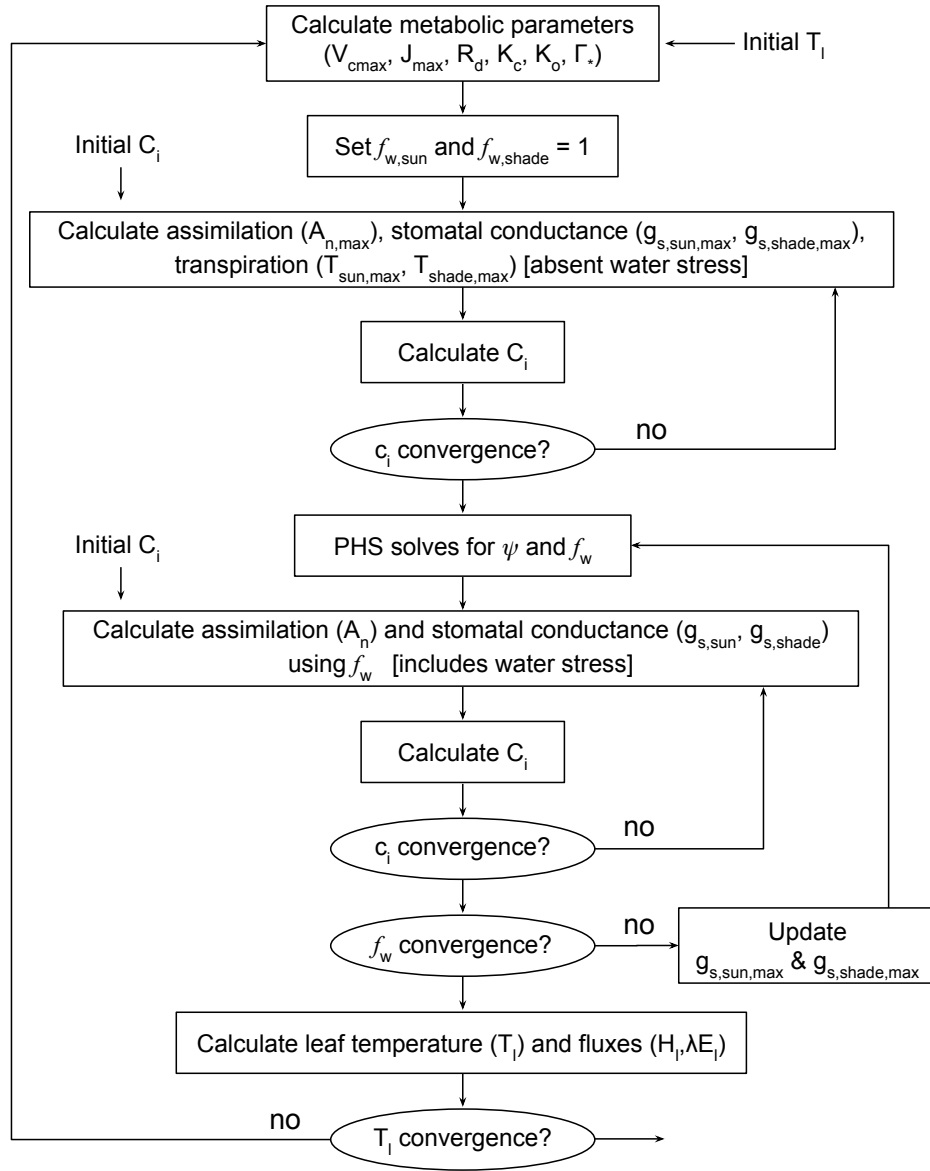 Calculate metabolic parameters
(Vcmax, Jmax, Rd, Kc, Ko, Γ*)
Initial Tl
Set fw,sun and fw,shade = 1
Initial Ci
Calculate assimilation (An,max), stomatal conductance (gs,sun,max, gs,shade,max),
transpiration (Tsun,max, Tshade,max) [absent water stress]
Calculate Ci
ci convergence?
no
PHS solves for ψ and fw
Initial Ci
Calculate assimilation (An) and stomatal conductance (gs,sun, gs,shade)
using fw [includes water stress]
Calculate Ci
ci convergence?
no
fw convergence?
no
Update
gs,sun,max & gs,shade,max
Calculate leaf temperature (Tl) and fluxes (Hl,λEl)
no
Tl convergence?